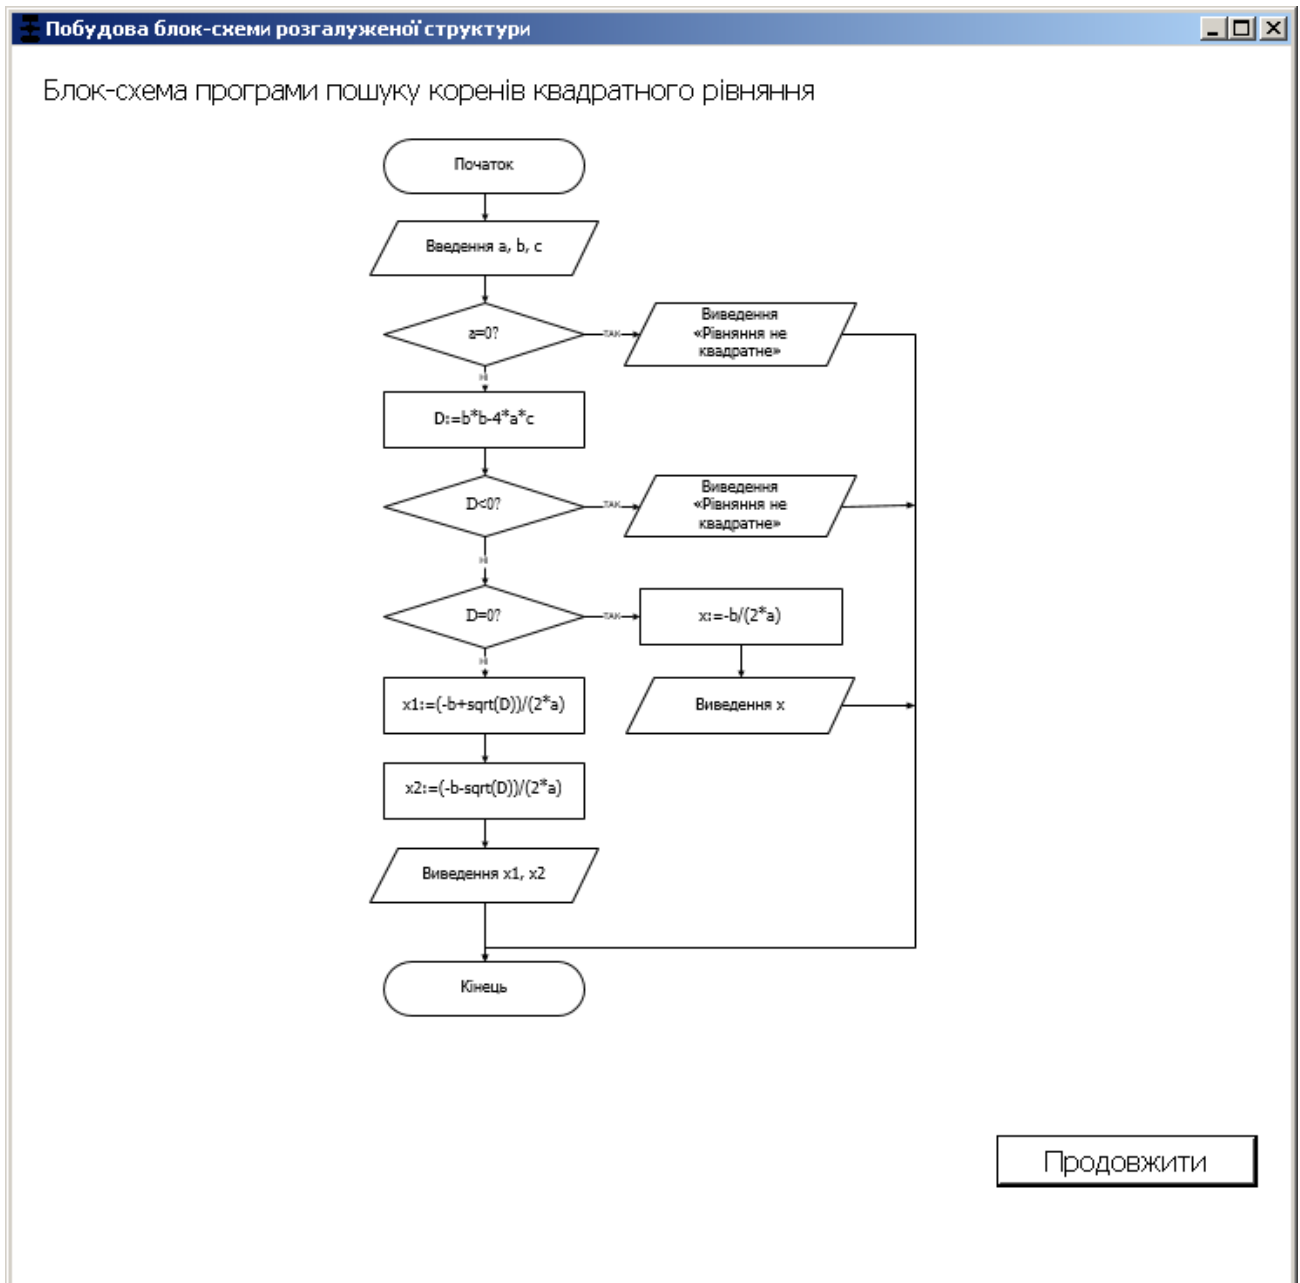 Побудова блок-схеми розгалуженої структури
Блок-схема програми пошуку коренів квадратного рівняння
Початок
Введення a, b, c
a=0?
ТАК
Виведення
«Рівняння не
квадратне»
НІ
D:=b*b-4*a*c
D<0?
ТАК
Виведення
«Рівняння не
квадратне»
НІ
D=0?
ТАК
x:=-b/(2*a)
НІ
x1:=(-b+sqrt(D))/(2*a)
Виведення x
x2:=(-b-sqrt(D))/(2*a)
Виведення x1, x2
Кінець
Продовжити